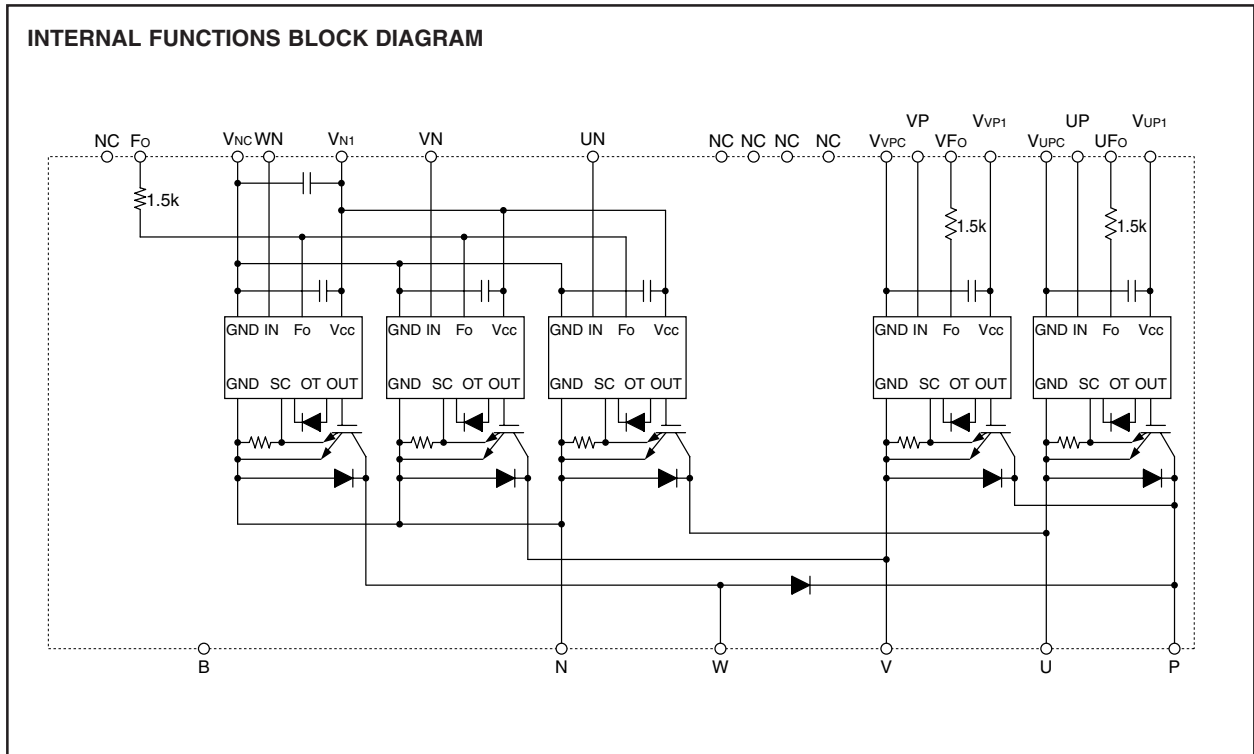 INTERNAL FUNCTIONS BLOCK DIAGRAM
VP VVP1 UP VUP1
NC FO VNC WN VN1 VN UN NC NC NC NC VVPC VFO VUPC UFO
1.5k 1.5k 1.5k
GND IN Fo Vcc GND IN Fo Vcc GND IN Fo Vcc GND IN Fo Vcc GND IN Fo Vcc
GND SC OT OUT GND SC OT OUT GND SC OT OUT GND SC OT OUT GND SC OT OUT
B N W V U P